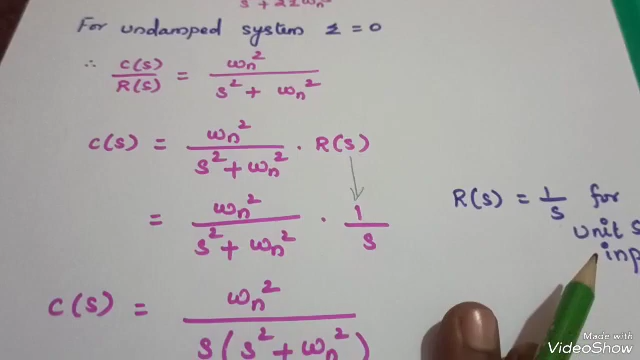 s + 2zωn
For undamped system z = 0
∴ C(s)/R(s) = ωn²/(s² + ωn²)
C(s) = ωn²/(s² + ωn²) · R(s)
= ωn²/(s² + ωn²) · 1/s
R(s) = 1/s for
unit s
inp
C(s) = ωn²/(s(s² + ωn²))
Made With
VideoShow